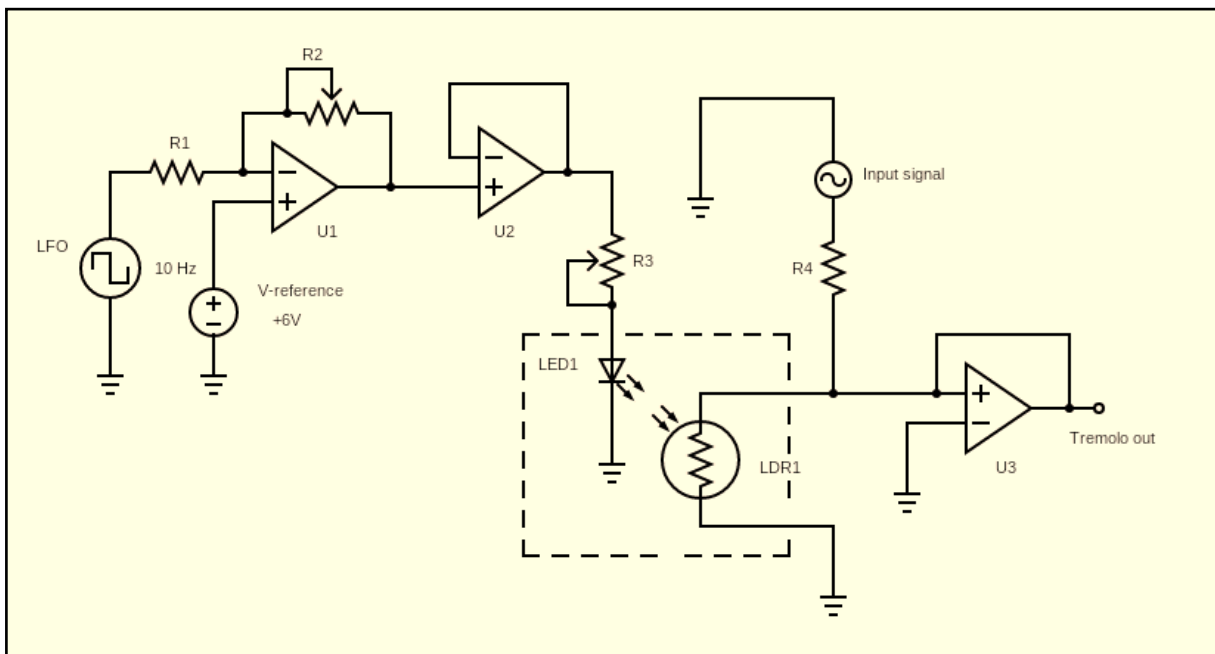 R2
R1
U1
U2
LFO
10 Hz
V-reference
+6V
R3
LED1
LDR1
Input signal
R4
U3
Tremolo out